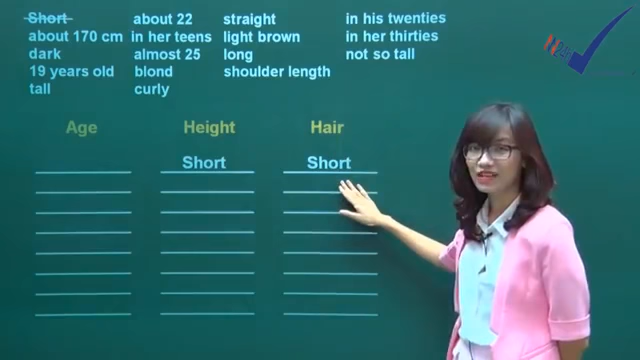 Short about 22 straight in his twenties
about 170 cm in her teens light brown in her thirties
dark almost 25 long not so tall
19 years old blond shoulder length
tall curly
Age Height Hair
Short Short